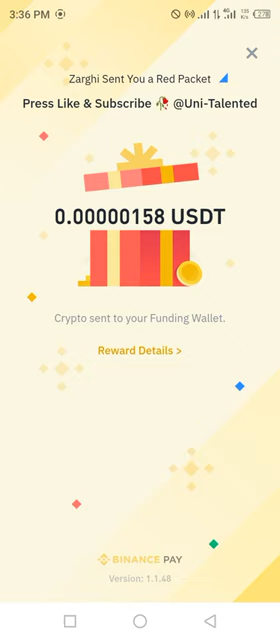 3:36 PM
Zarghi Sent You a Red Packet
Press Like & Subscribe 🥀 @Uni-Talented
0.00000158 USDT
Crypto sent to your Funding Wallet.
Reward Details >
BINANCE PAY
Version: 1.1.48